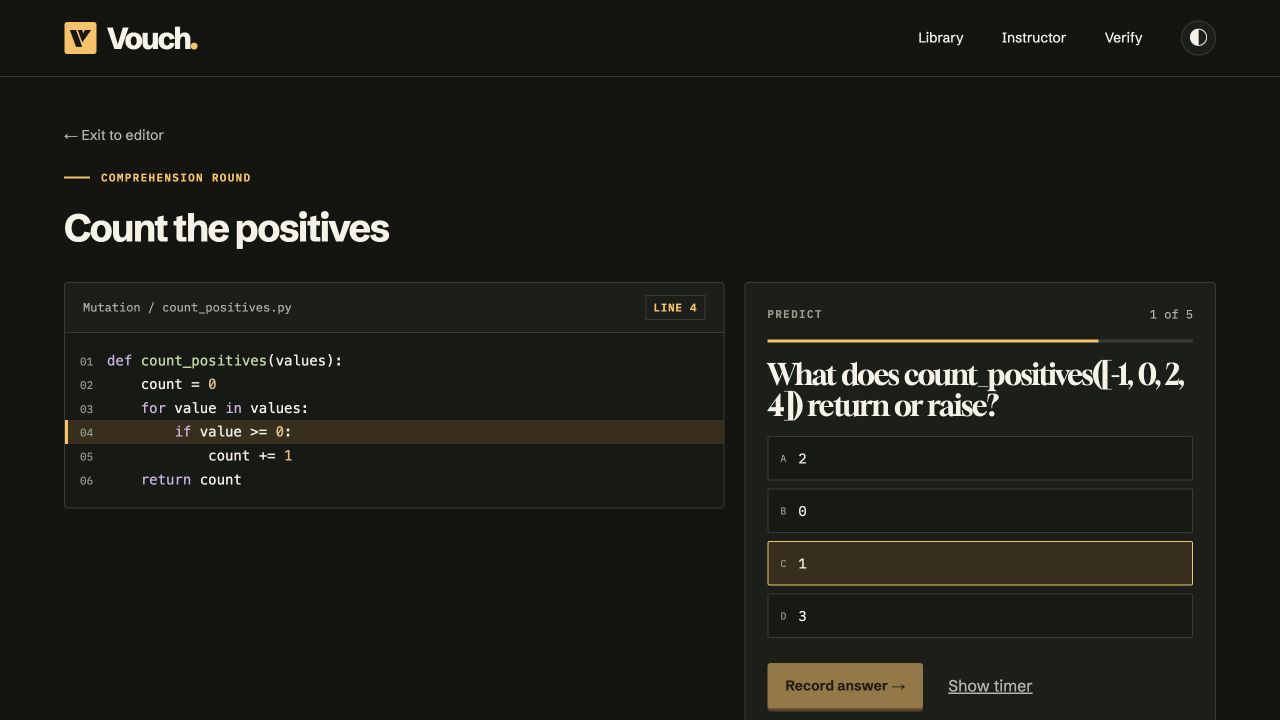 Vouch.
Library
Instructor
Verify
← Exit to editor
COMPREHENSION ROUND
Count the positives
Mutation / count_positives.py
LINE 4
01 def count_positives(values):
02     count = 0
03     for value in values:
04         if value >= 0:
05             count += 1
06     return count
PREDICT
1 of 5
What does count_positives([-1, 0, 2,
4]) return or raise?
A 2
B 0
C 1
D 3
Record answer →
Show timer